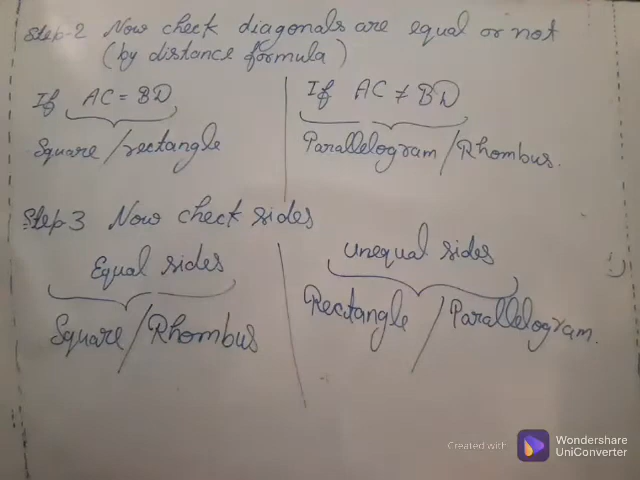 Step-2 Now check diagonals are equal or not
(by distance formula)
If AC = BD
Square/rectangle
If AC ≠ BD
Parallelogram/Rhombus.
Step 3 Now check sides
Equal sides
Square/Rhombus
Unequal sides
Rectangle/Parallelogram.
Created with Wondershare
UniConverter